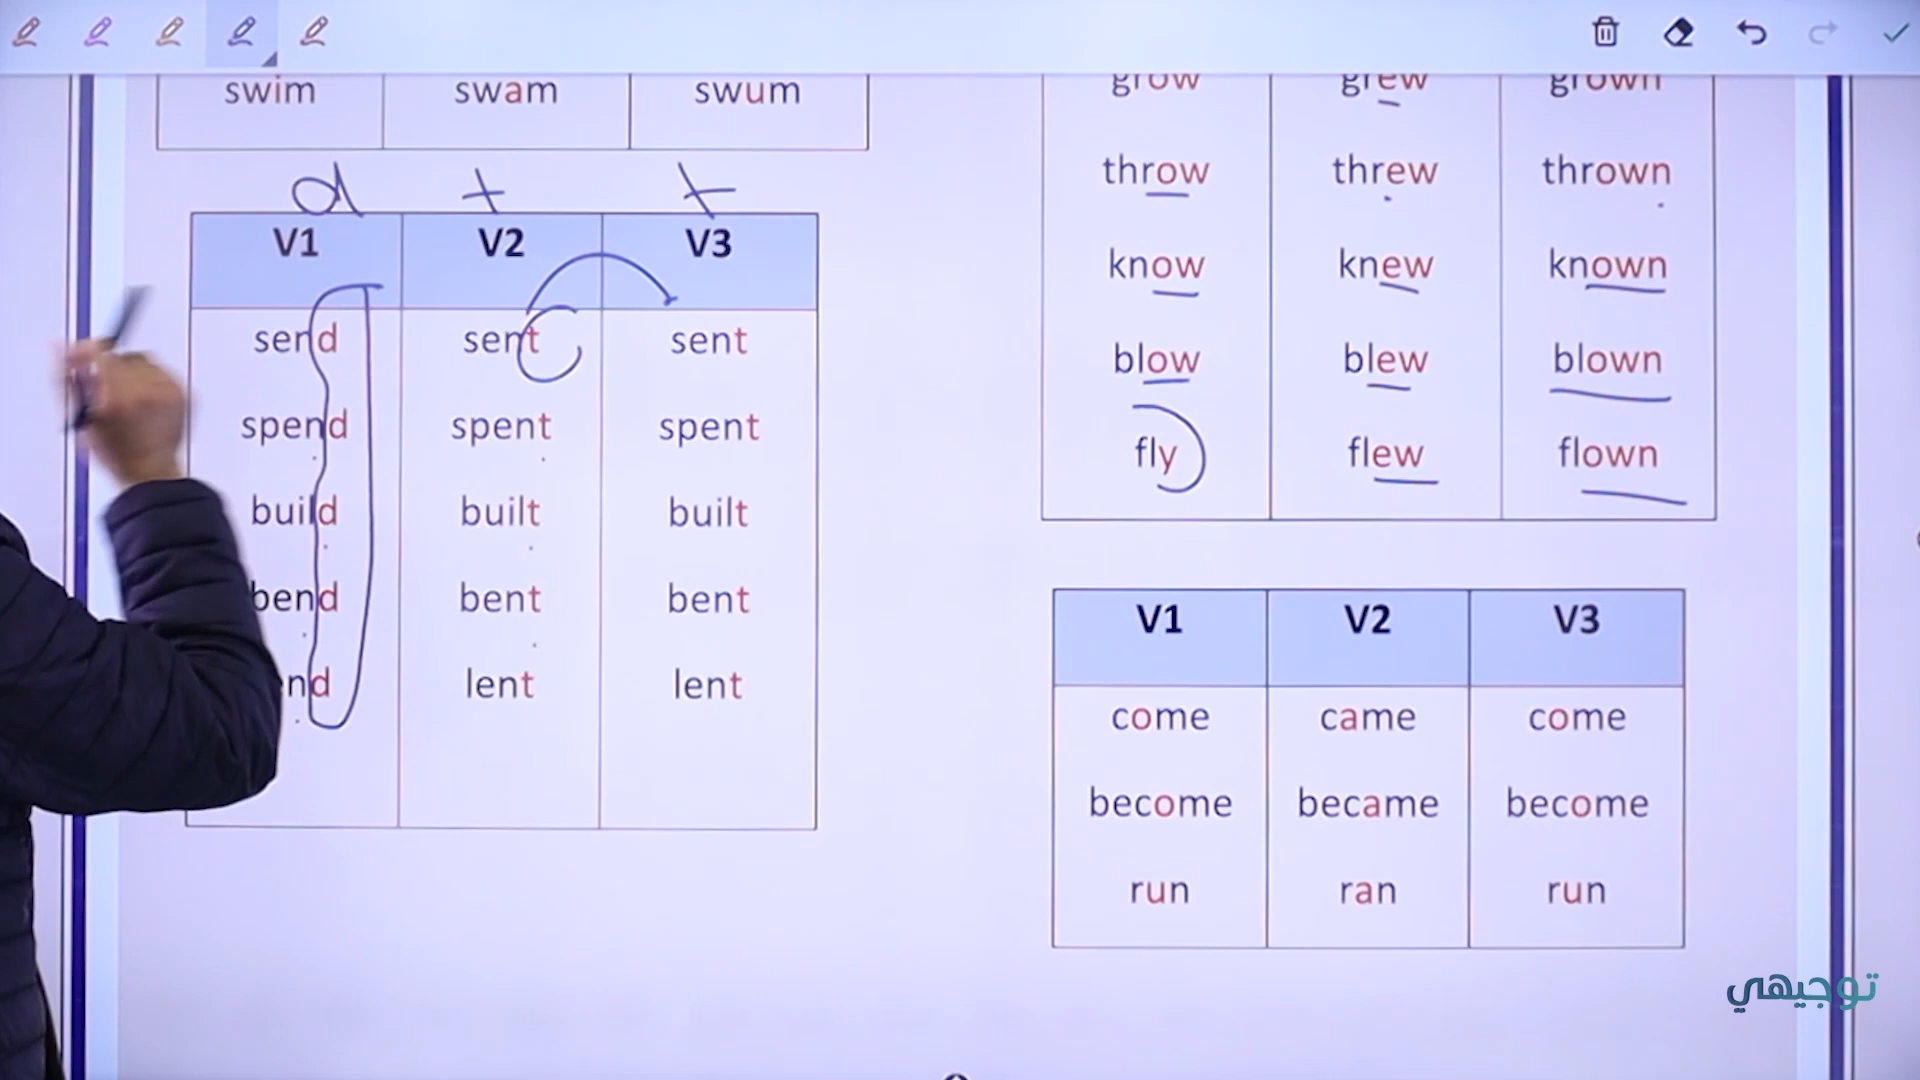 swim swam swum
d t t
V1 V2 V3
send sent sent
spend spent spent
build built built
bend bent bent
nd lent lent
grow grew grown
throw threw thrown
know knew known
blow blew blown
fly flew flown
V1 V2 V3
come came come
become became become
run ran run
توجيهي